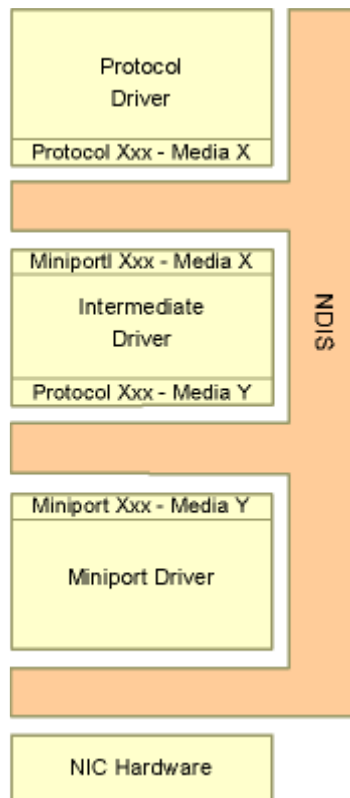 Protocol
Driver
Protocol Xxx - Media X
Miniportl Xxx - Media X
Intermediate
Driver
Protocol Xxx - Media Y
NDIS
Miniport Xxx - Media Y
Miniport Driver
NIC Hardware